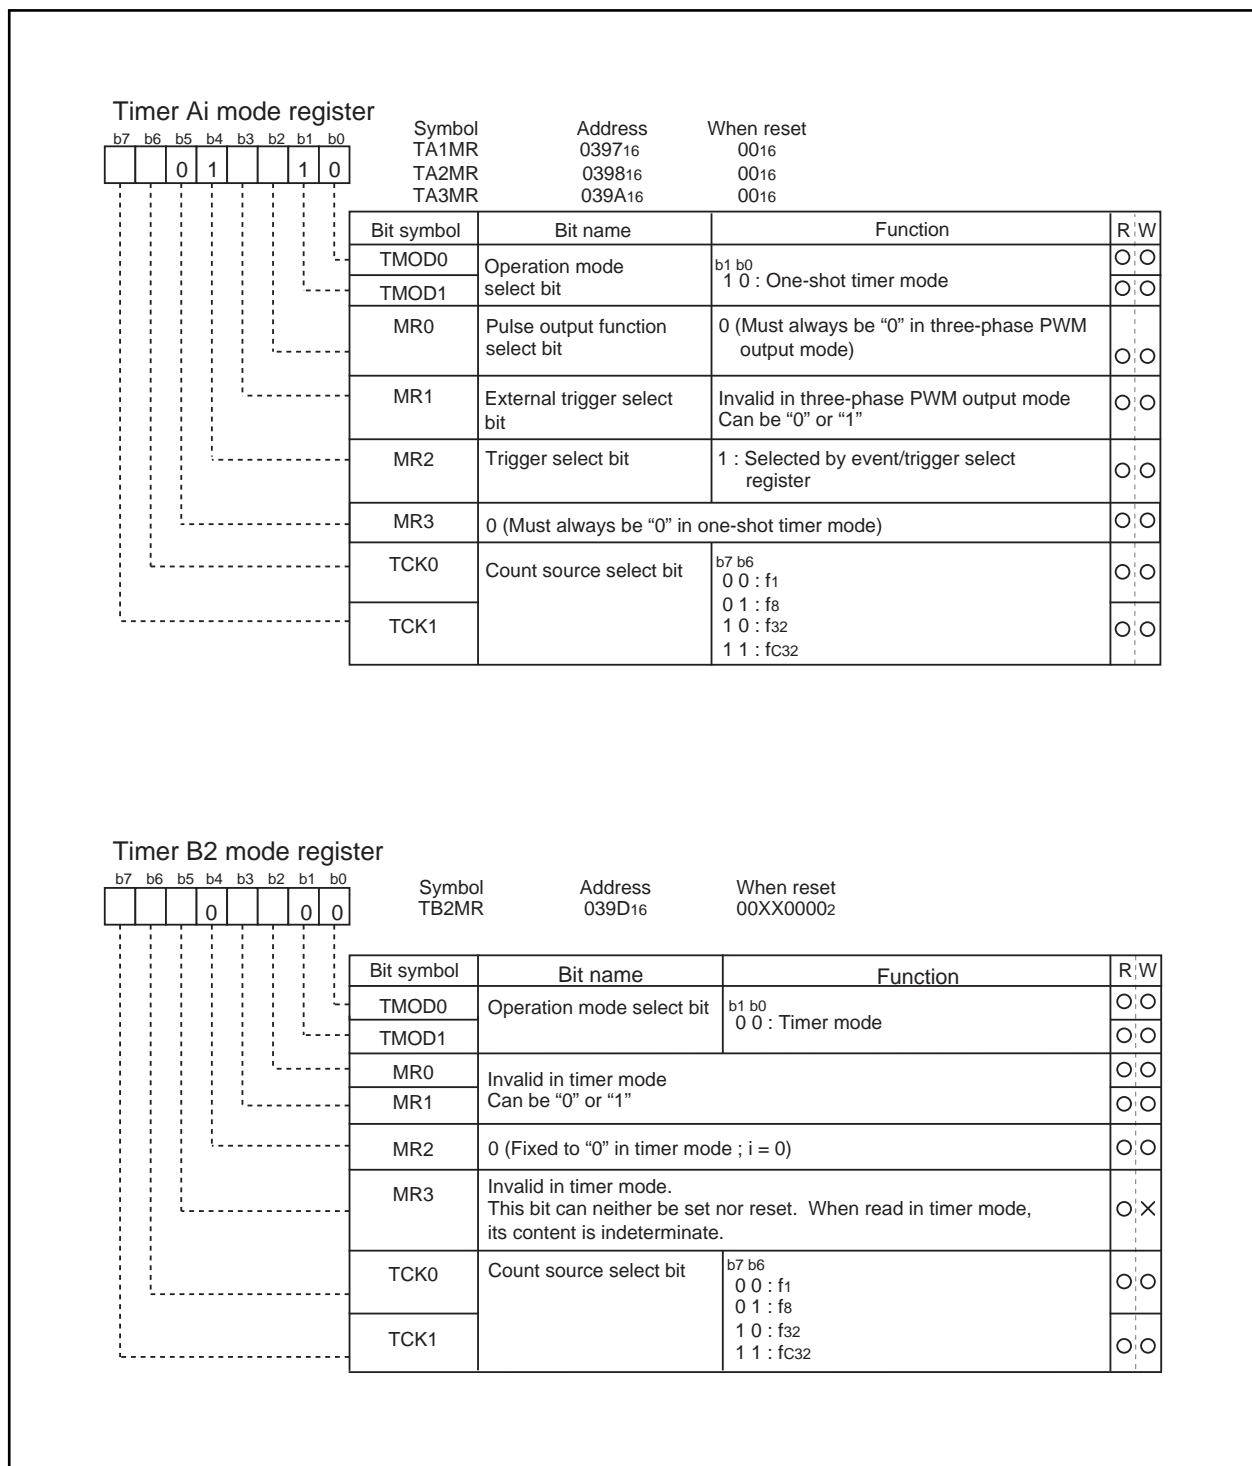 Timer Ai mode register
b7 b6 b5 b4 b3 b2 b1 b0
0 1 1 0
Symbol Address When reset
TA1MR 039716 0016
TA2MR 039816 0016
TA3MR 039A16 0016
Bit symbol Bit name Function R W
TMOD0 Operation mode select bit b1 b0
TMOD1 1 0 : One-shot timer mode
MR0 Pulse output function select bit 0 (Must always be “0” in three-phase PWM output mode)
MR1 External trigger select bit Invalid in three-phase PWM output mode
Can be “0” or “1”
MR2 Trigger select bit 1 : Selected by event/trigger select register
MR3 0 (Must always be “0” in one-shot timer mode)
TCK0 Count source select bit b7 b6
0 0 : f1
0 1 : f8
TCK1 1 0 : f32
1 1 : fC32
Timer B2 mode register
b7 b6 b5 b4 b3 b2 b1 b0
0 0 0
Symbol Address When reset
TB2MR 039D16 00XX00002
Bit symbol Bit name Function R W
TMOD0 Operation mode select bit b1 b0
0 0 : Timer mode
TMOD1
MR0 Invalid in timer mode
MR1 Can be “0” or “1”
MR2 0 (Fixed to “0” in timer mode ; i = 0)
MR3 Invalid in timer mode.
This bit can neither be set nor reset. When read in timer mode,
its content is indeterminate.
TCK0 Count source select bit b7 b6
0 0 : f1
0 1 : f8
TCK1 1 0 : f32
1 1 : fC32